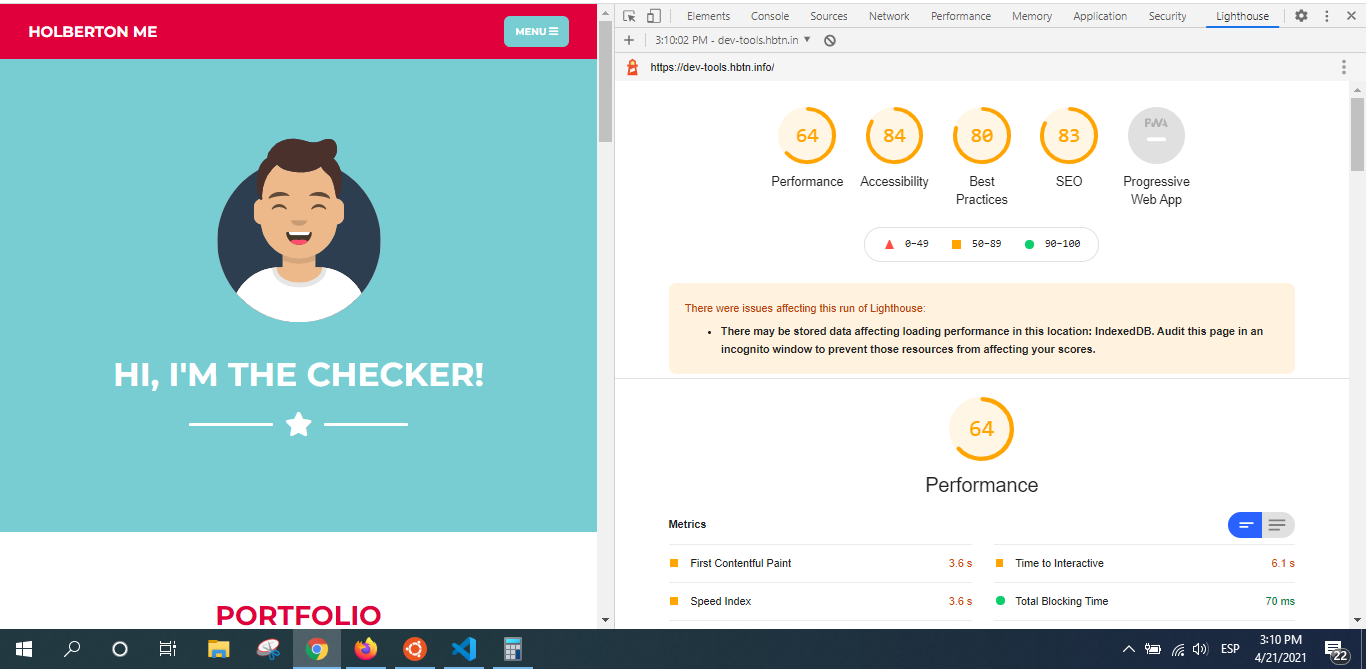 HOLBERTON ME
MENU
HI, I'M THE CHECKER!
PORTFOLIO
Elements Console Sources Network Performance Memory Application Security Lighthouse
3:10:02 PM - dev-tools.hbtn.in
https://dev-tools.hbtn.info/
64 84 80 83 PWA
Performance Accessibility Best SEO Progressive
Practices Web App
0–49 50–89 90–100
There were issues affecting this run of Lighthouse:
There may be stored data affecting loading performance in this location: IndexedDB. Audit this page in an
incognito window to prevent those resources from affecting your scores.
64
Performance
Metrics
First Contentful Paint 3.6 s Time to Interactive 6.1 s
Speed Index 3.6 s Total Blocking Time 70 ms
ESP 3:10 PM
4/21/2021 22